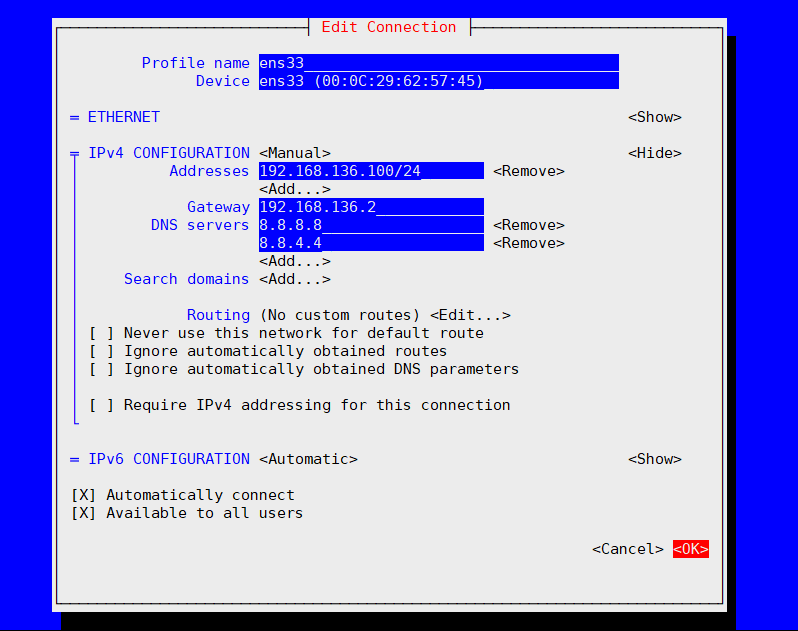 Edit Connection
Profile name ens33
Device ens33 (00:0C:29:62:57:45)
= ETHERNET <Show>
= IPv4 CONFIGURATION <Manual> <Hide>
Addresses 192.168.136.100/24 <Remove>
<Add...>
Gateway 192.168.136.2
DNS servers 8.8.8.8 <Remove>
8.8.4.4 <Remove>
<Add...>
Search domains <Add...>
Routing (No custom routes) <Edit...>
[ ] Never use this network for default route
[ ] Ignore automatically obtained routes
[ ] Ignore automatically obtained DNS parameters
[ ] Require IPv4 addressing for this connection
= IPv6 CONFIGURATION <Automatic> <Show>
[X] Automatically connect
[X] Available to all users
<Cancel> <OK>